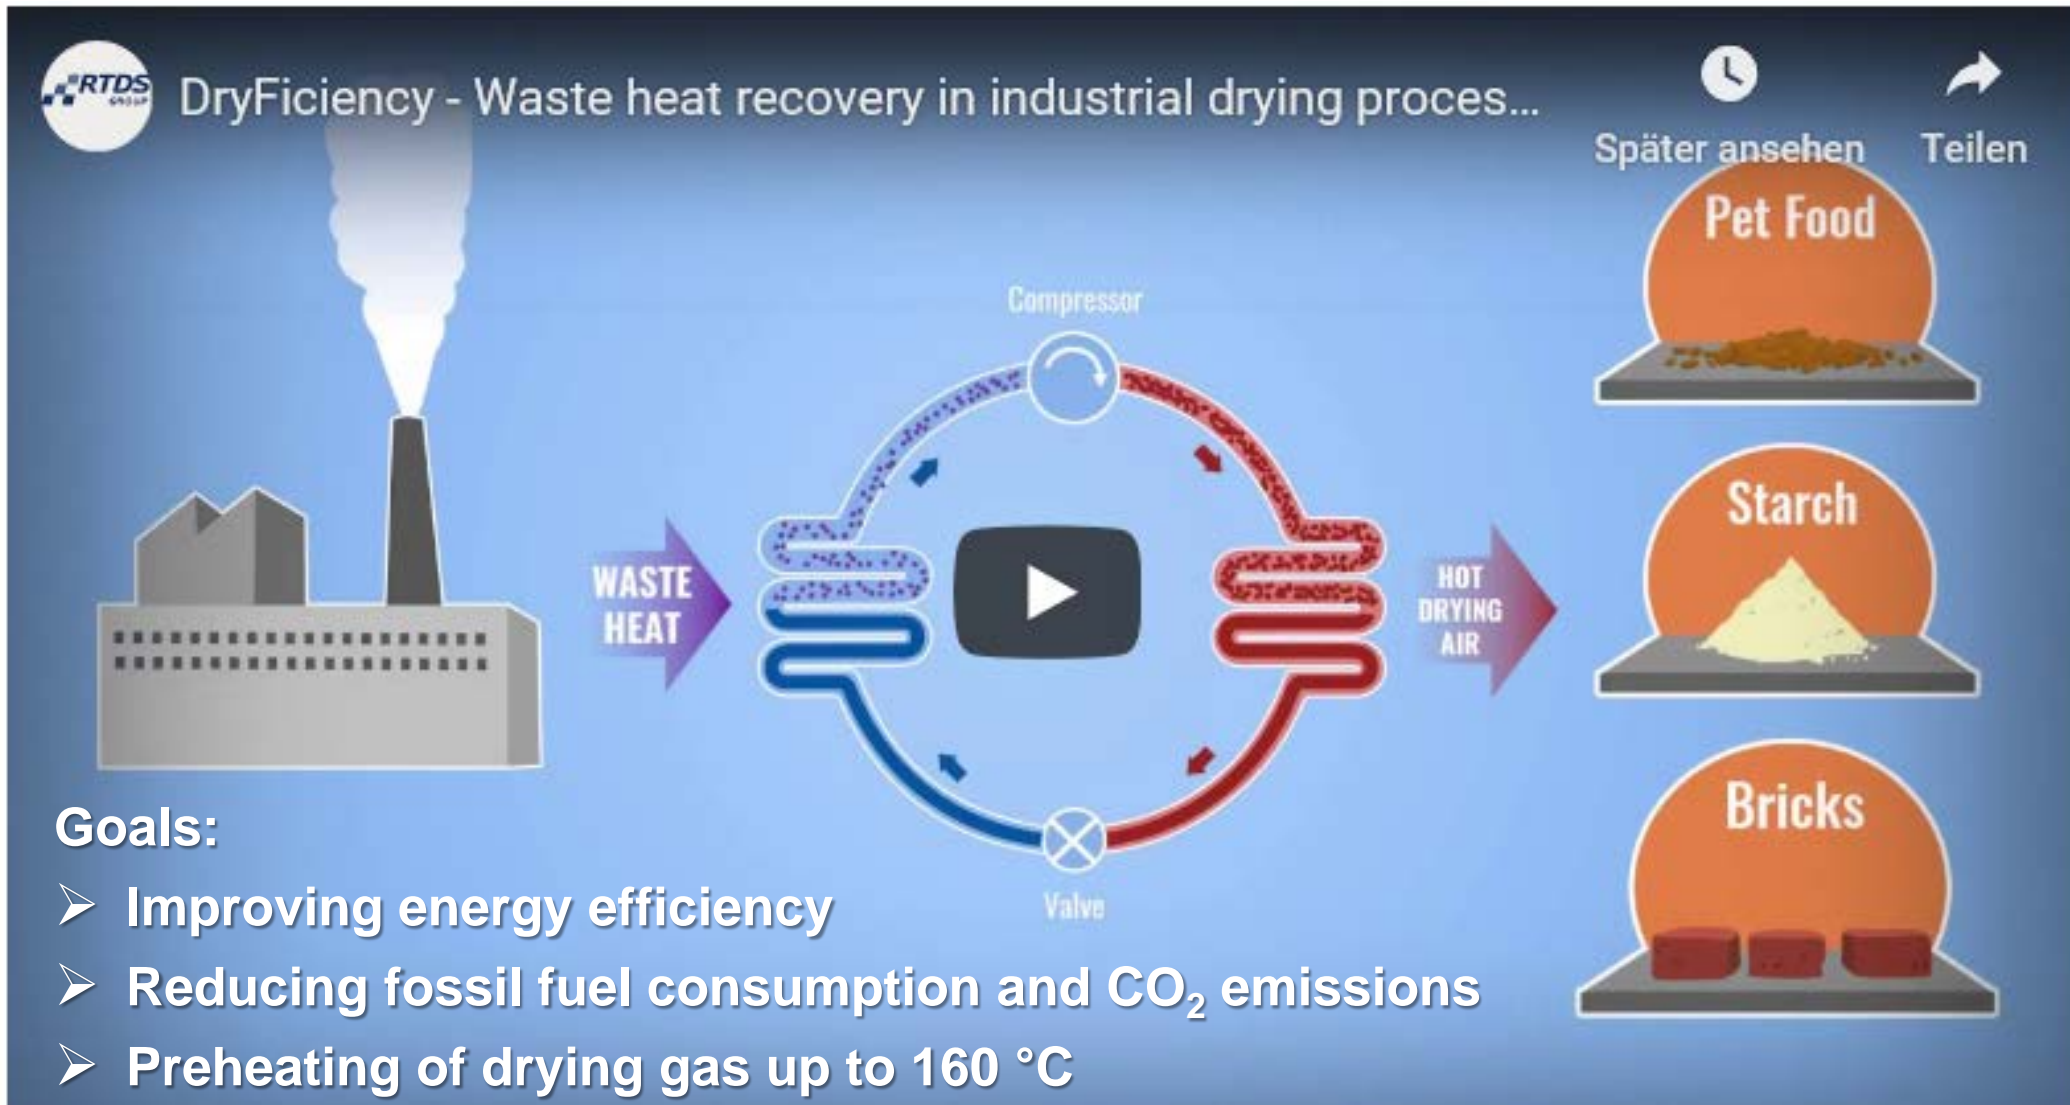 RTDS
GROUP
DryFiciency - Waste heat recovery in industrial drying proces...
Später ansehen
Teilen
Pet Food
Compressor
Starch
WASTE
HEAT
HOT
DRYING
AIR
Bricks
Valve
Goals:
➢ Improving energy efficiency
➢ Reducing fossil fuel consumption and CO₂ emissions
➢ Preheating of drying gas up to 160 °C